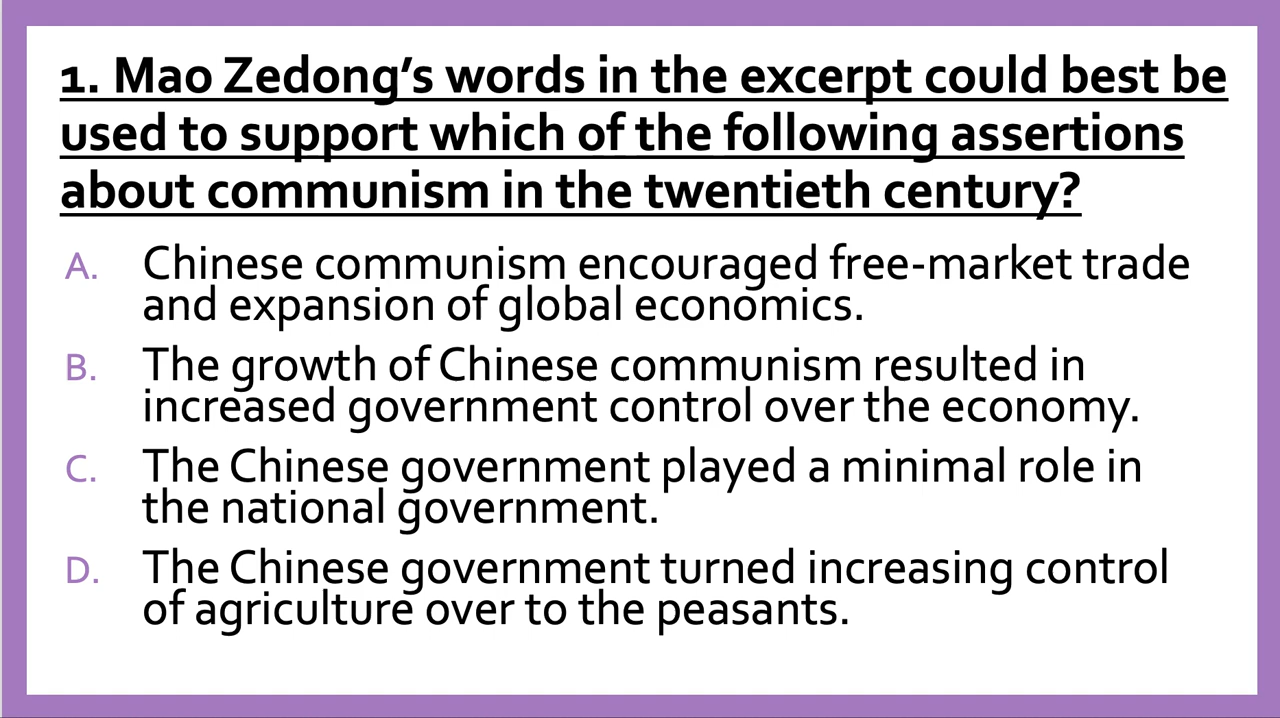 1. Mao Zedong’s words in the excerpt could best be
used to support which of the following assertions
about communism in the twentieth century?
A. Chinese communism encouraged free-market trade
and expansion of global economics.
B. The growth of Chinese communism resulted in
increased government control over the economy.
C. The Chinese government played a minimal role in
the national government.
D. The Chinese government turned increasing control
of agriculture over to the peasants.